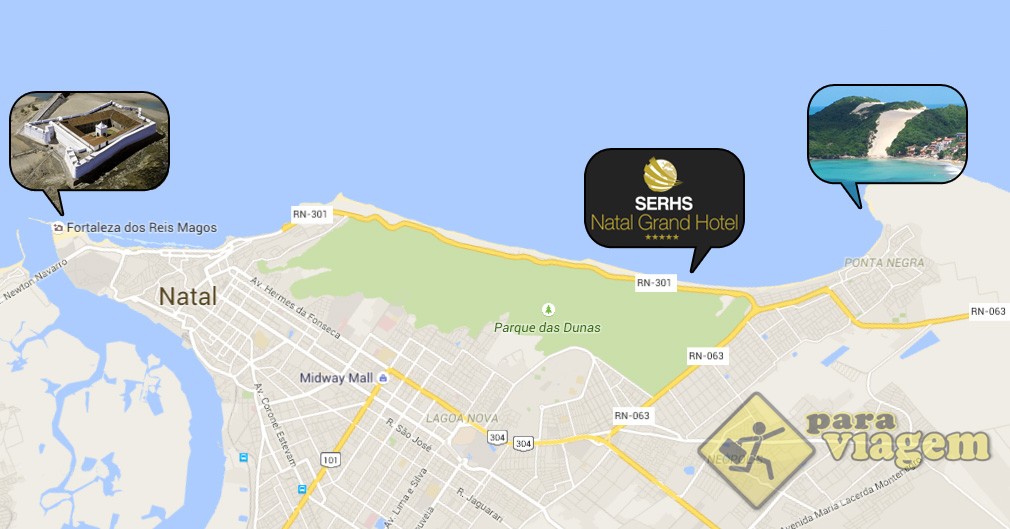 SERHS
Natal Grand Hotel
RN-301
Fortaleza dos Reis Magos
Newton Navarro
Natal
Av. Hermes da Fonseca
PONTA NEGRA
RN-301
RN-063
Parque das Dunas
RN-063
Midway Mall
RN-063
LAGOA NOVA
304
304
101
R. São José
Av. Coronel Estevam
Av. Lima e Silva
R. Jaguarari
para
viagem
Avenida Maria Lacerda Montenegro